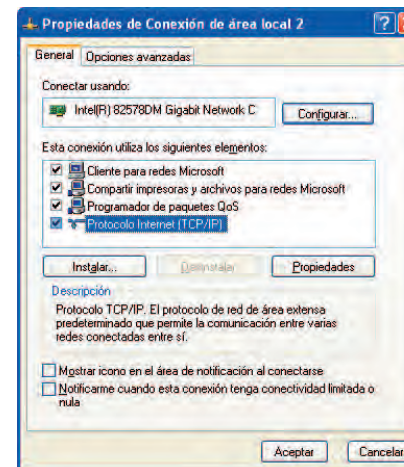 Propiedades de Conexión de área local 2
General
Opciones avanzadas
Conectar usando:
Intel(R) 82578DM Gigabit Network C
Configurar...
Esta conexión utiliza los siguientes elementos:
Cliente para redes Microsoft
Compartir impresoras y archivos para redes Microsoft
Programador de paquetes QoS
Protocolo Internet (TCP/IP)
Instalar...
Desinstalar
Propiedades
Descripción
Protocolo TCP/IP. El protocolo de red de área extensa
predeterminado que permite la comunicación entre varias
redes conectadas entre sí.
Mostrar icono en el área de notificación al conectarse
Notificarme cuando esta conexión tenga conectividad limitada o
nula
Aceptar
Cancelar